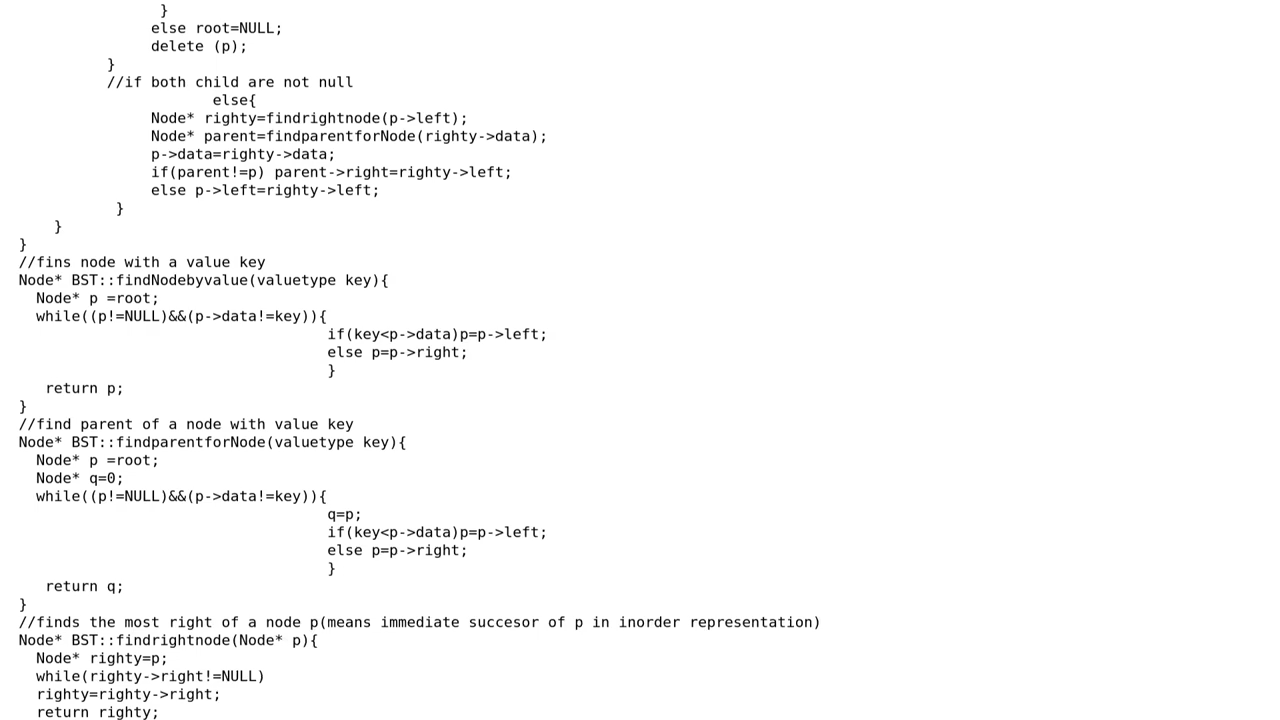 }
else root=NULL;
delete (p);
}
//if both child are not null
else{
Node* righty=findrightnode(p->left);
Node* parent=findparentforNode(righty->data);
p->data=righty->data;
if(parent!=p) parent->right=righty->left;
else p->left=righty->left;
}
}
}
//fins node with a value key
Node* BST::findNodebyvalue(valuetype key){
Node* p =root;
while((p!=NULL)&&(p->data!=key)){
if(key<p->data)p=p->left;
else p=p->right;
}
return p;
}
//find parent of a node with value key
Node* BST::findparentforNode(valuetype key){
Node* p =root;
Node* q=0;
while((p!=NULL)&&(p->data!=key)){
q=p;
if(key<p->data)p=p->left;
else p=p->right;
}
return q;
}
//finds the most right of a node p(means immediate succesor of p in inorder representation)
Node* BST::findrightnode(Node* p){
Node* righty=p;
while(righty->right!=NULL)
righty=righty->right;
return righty;